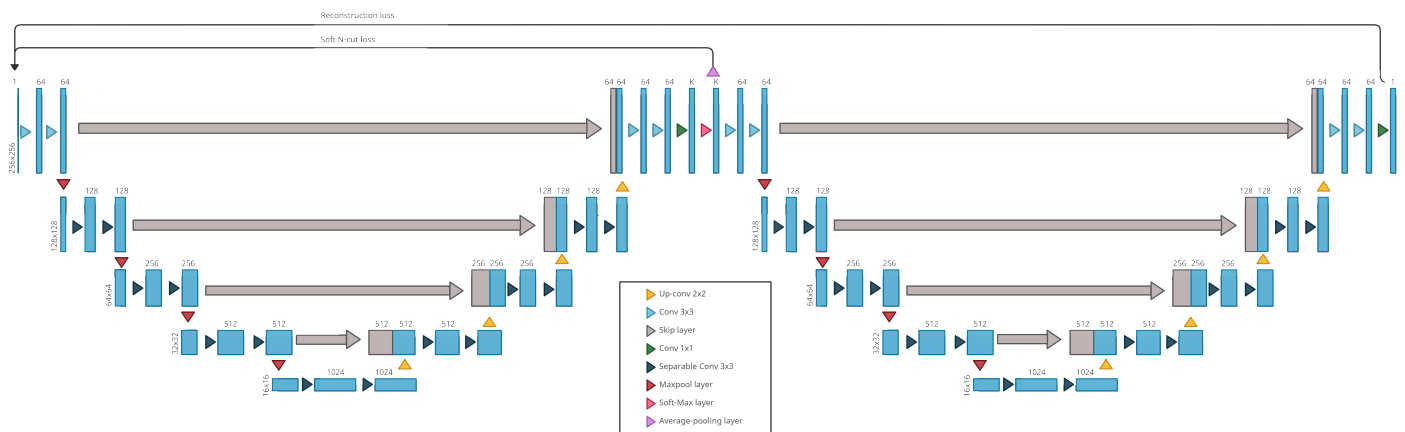 Reconstruction loss
Soft N-cut loss
1 64 64 64 64 64 64 K K 64 64 64 64 64 64 1
256x256
128 128 128 128 128 128 128 128 128 128
128x128 128x128
256 256 256 256 256 256 256 256 256 256
64x64 64x64
512 512 512 512 512 512 512 512 512 512
32x32 32x32
1024 1024 1024 1024
16x16 16x16
Up-conv 2x2
Conv 3x3
Skip layer
Conv 1x1
Separable Conv 3x3
Maxpool layer
Soft-Max layer
Average-pooling layer